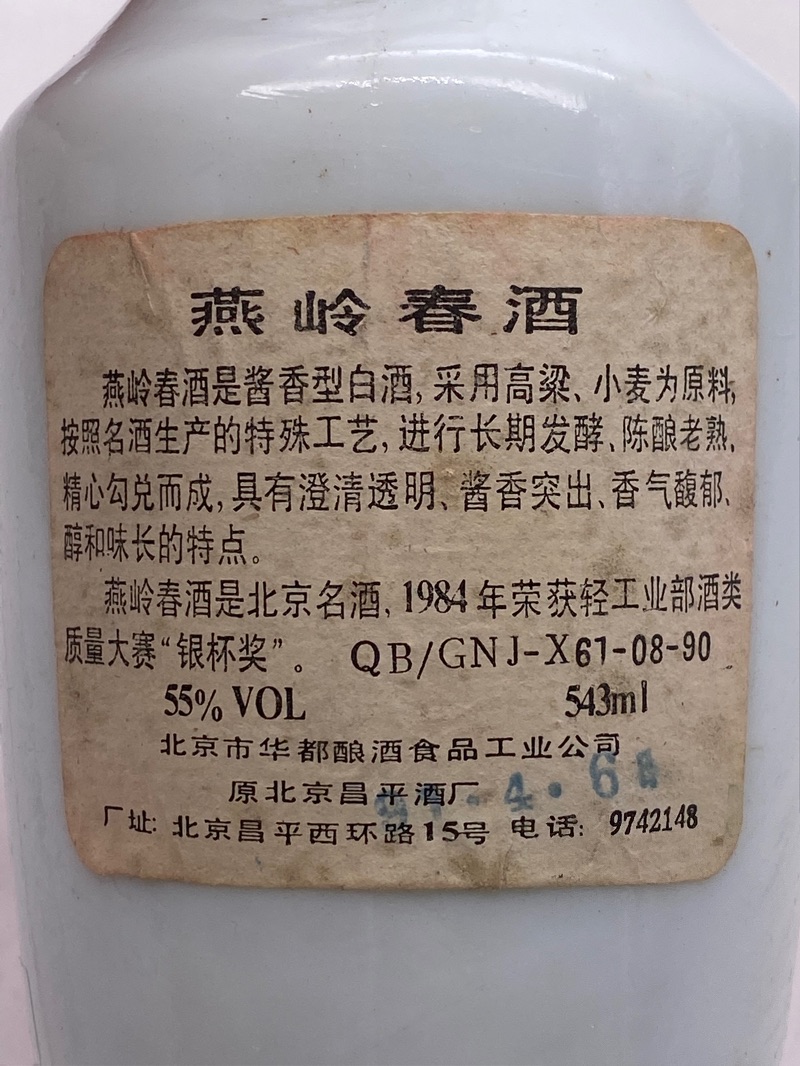 燕岭春酒
燕岭春酒是酱香型白酒,采用高粱、小麦为原料,
按照名酒生产的特殊工艺,进行长期发酵、陈酿老熟、
精心勾兑而成,具有澄清透明、酱香突出、香气馥郁、
醇和味长的特点。
燕岭春酒是北京名酒,1984年荣获轻工业部酒类
质量大赛“银杯奖”。 QB/GNJ-X61-08-90
55% VOL 543ml
北京市华都酿酒食品工业公司
原北京昌平酒厂
4·6
厂址: 北京昌平西环路15号 电话: 9742148